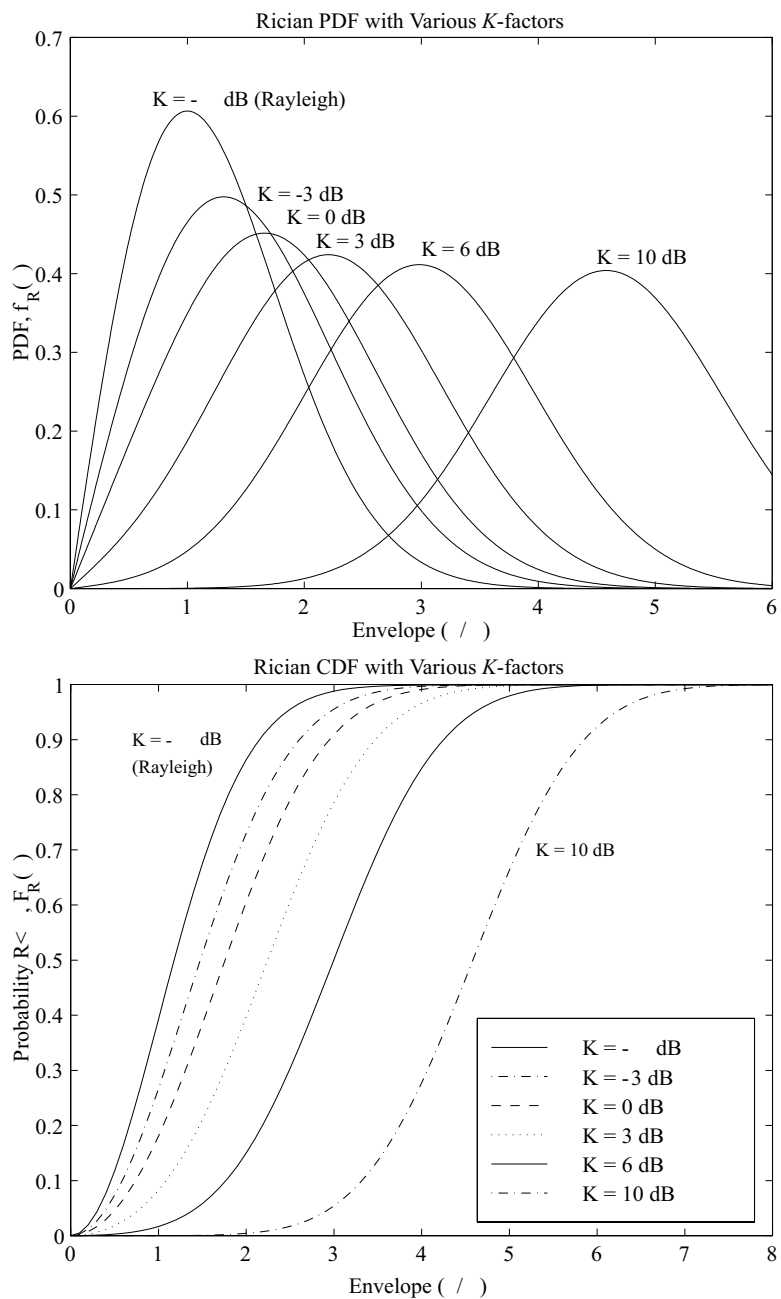 Rician PDF with Various K-factors
0.7
0.6
0.5
0.4
0.3
0.2
0.1
0
PDF, f_R( )
K = - dB (Rayleigh)
K = -3 dB
K = 0 dB
K = 3 dB
K = 6 dB
K = 10 dB
0 1 2 3 4 5 6
Envelope ( / )
Rician CDF with Various K-factors
1
0.9
0.8
0.7
0.6
0.5
0.4
0.3
0.2
0.1
0
Probability R< , F_R( )
K = - dB
(Rayleigh)
K = 10 dB
K = - dB
K = -3 dB
K = 0 dB
K = 3 dB
K = 6 dB
K = 10 dB
0 1 2 3 4 5 6 7 8
Envelope ( / )